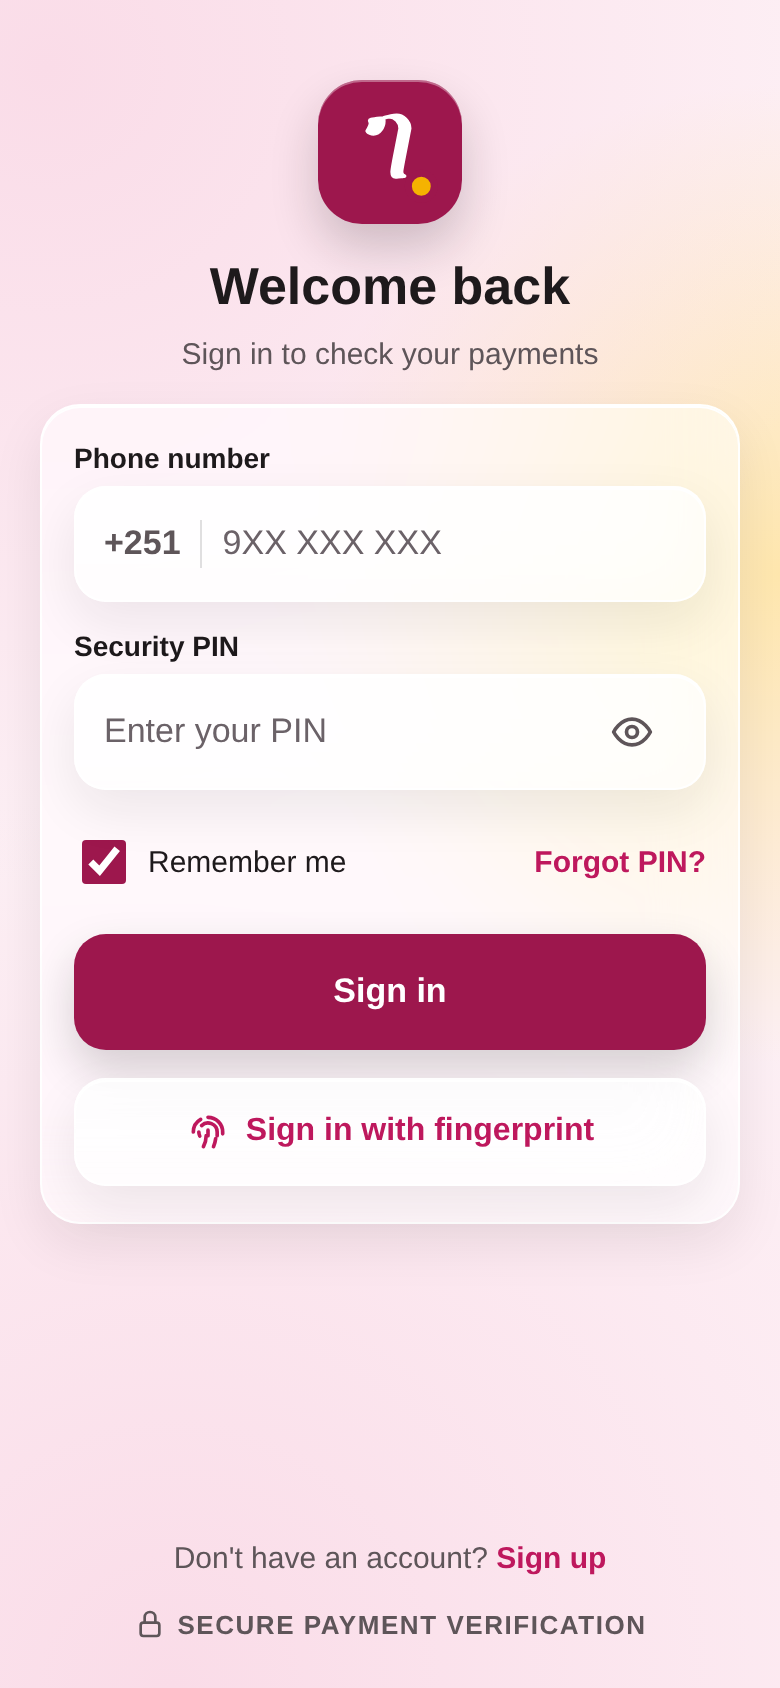 ገ
Welcome back
Sign in to check your payments
Phone number
+251 9XX XXX XXX
Security PIN
Enter your PIN
Remember me
Forgot PIN?
Sign in
Sign in with fingerprint
Don't have an account? Sign up
SECURE PAYMENT VERIFICATION